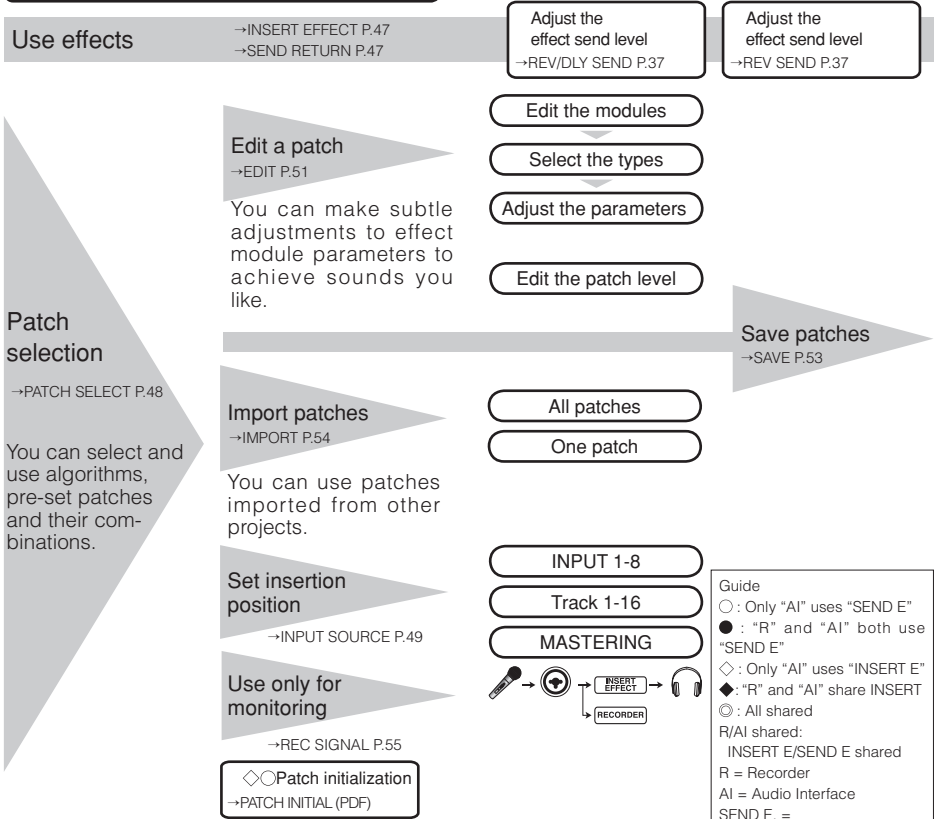 Use effects
→INSERT EFFECT P.47
→SEND RETURN P.47
Adjust the
effect send level
→REV/DLY SEND P.37
Adjust the
effect send level
→REV SEND P.37
Patch
selection
→PATCH SELECT P.48
You can select and
use algorithms,
pre-set patches
and their com-
binations.
Edit a patch
→EDIT P.51
You can make subtle
adjustments to effect
module parameters to
achieve sounds you
like.
Edit the modules
Select the types
Adjust the parameters
Edit the patch level
Save patches
→SAVE P.53
Import patches
→IMPORT P.54
You can use patches
imported from other
projects.
All patches
One patch
Set insertion
position
→INPUT SOURCE P.49
INPUT 1-8
Track 1-16
MASTERING
Use only for
monitoring
→REC SIGNAL P.55
→ → INSERT EFFECT →
RECORDER
◇○Patch initialization
→PATCH INITIAL (PDF)
Guide
○ : Only "AI" uses "SEND E"
● : "R" and "AI" both use
"SEND E"
◇ : Only "AI" uses "INSERT E"
◆: "R" and "AI" share INSERT
◎ : All shared
R/AI shared:
INSERT E/SEND E shared
R = Recorder
AI = Audio Interface
SEND E. =